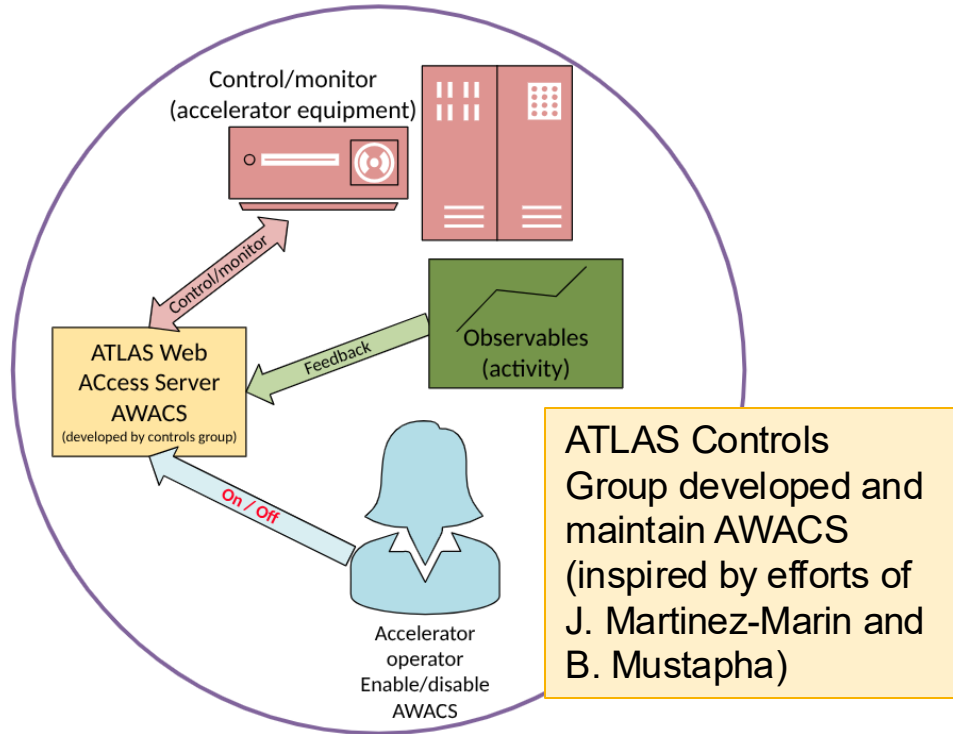 Control/monitor
(accelerator equipment)
Control/monitor
Observables
(activity)
Feedback
ATLAS Web
ACcess Server
AWACS
(developed by controls group)
On / Off
Accelerator
operator
Enable/disable
AWACS
ATLAS Controls
Group developed and
maintain AWACS
(inspired by efforts of
J. Martinez-Marin and
B. Mustapha)